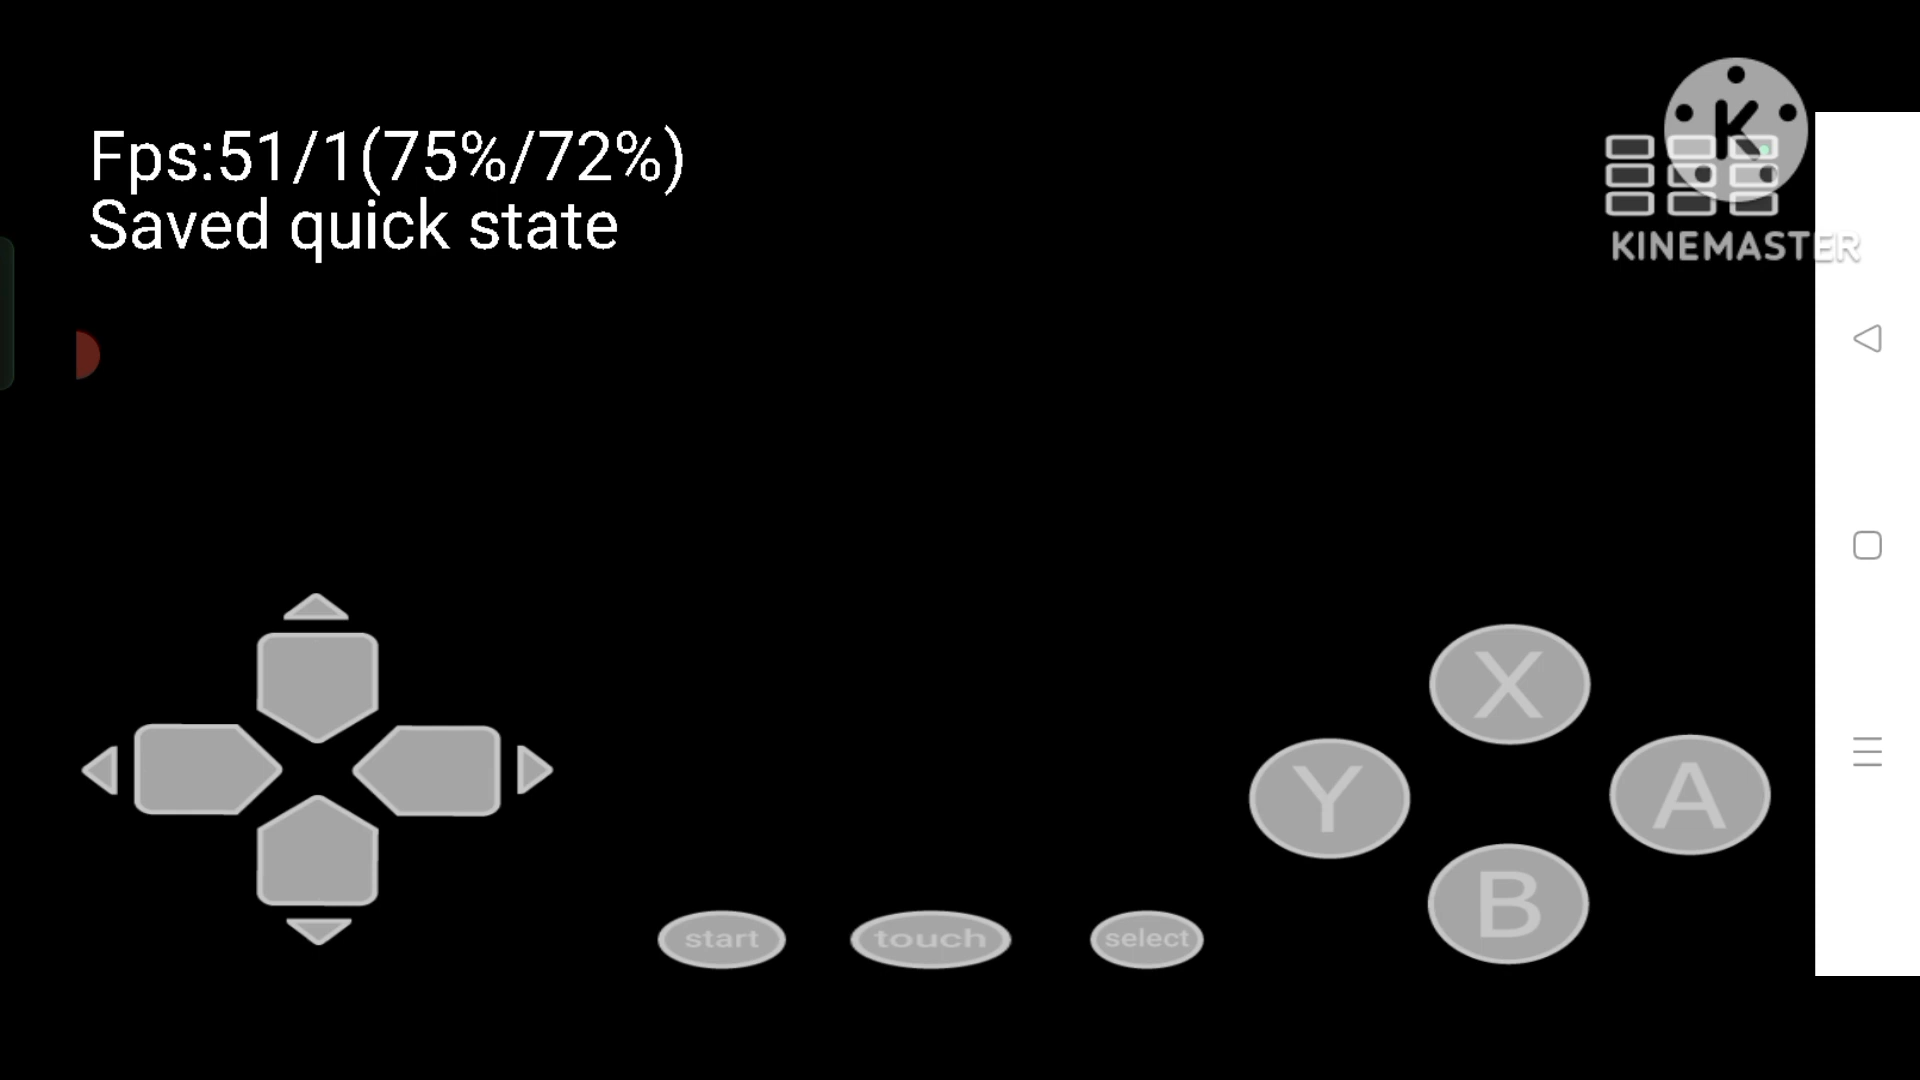 Fps:51/1(75%/72%)
Saved quick state
K
KINEMASTER
X
Y
A
B
start
touch
select